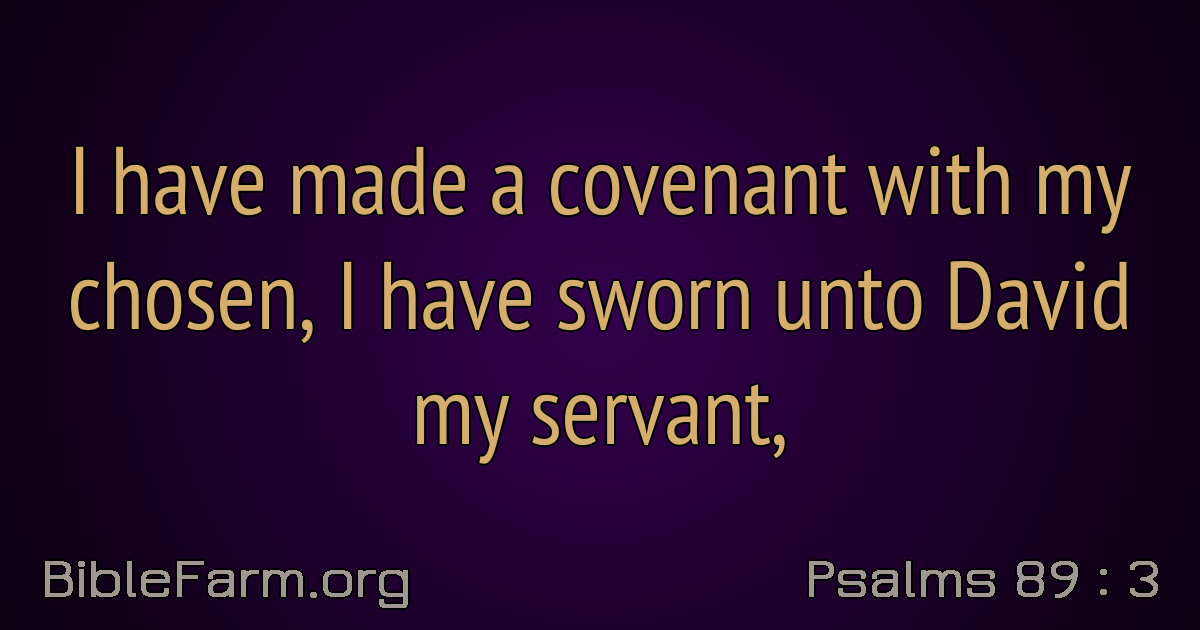 I have made a covenant with my
chosen, I have sworn unto David
my servant,
BibleFarm.org
Psalms 89 : 3